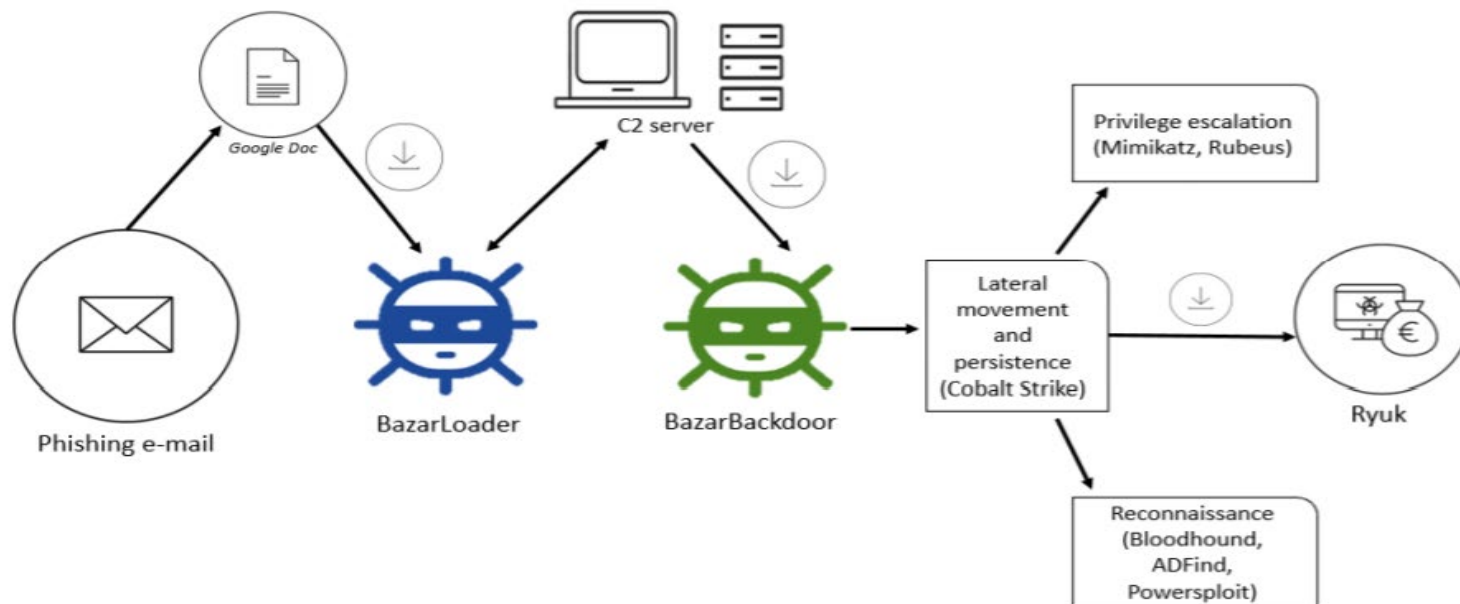 Google Doc
C2 server
Privilege escalation
(Mimikatz, Rubeus)
Phishing e-mail
BazarLoader
BazarBackdoor
Lateral
movement
and
persistence
(Cobalt Strike)
€
Ryuk
Reconnaissance
(Bloodhound,
ADFind,
Powersploit)